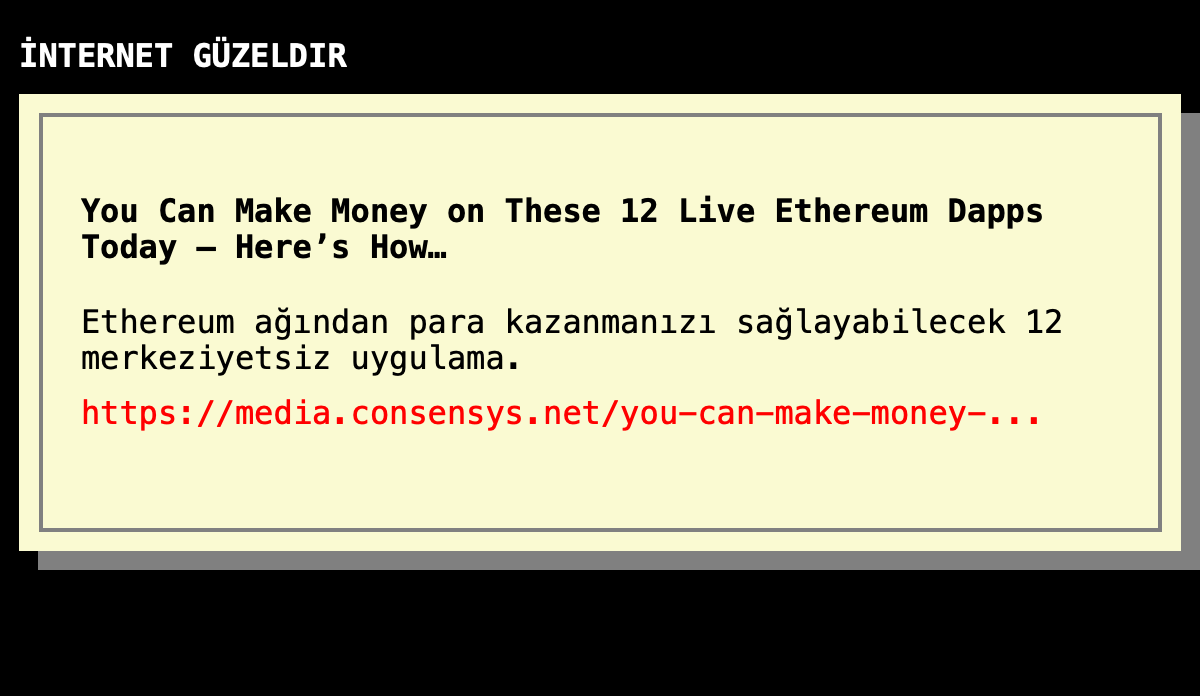 İNTERNET GÜZELDIR
You Can Make Money on These 12 Live Ethereum Dapps
Today — Here’s How…
Ethereum ağından para kazanmanızı sağlayabilecek 12
merkeziyetsiz uygulama.
https://media.consensys.net/you-can-make-money-...